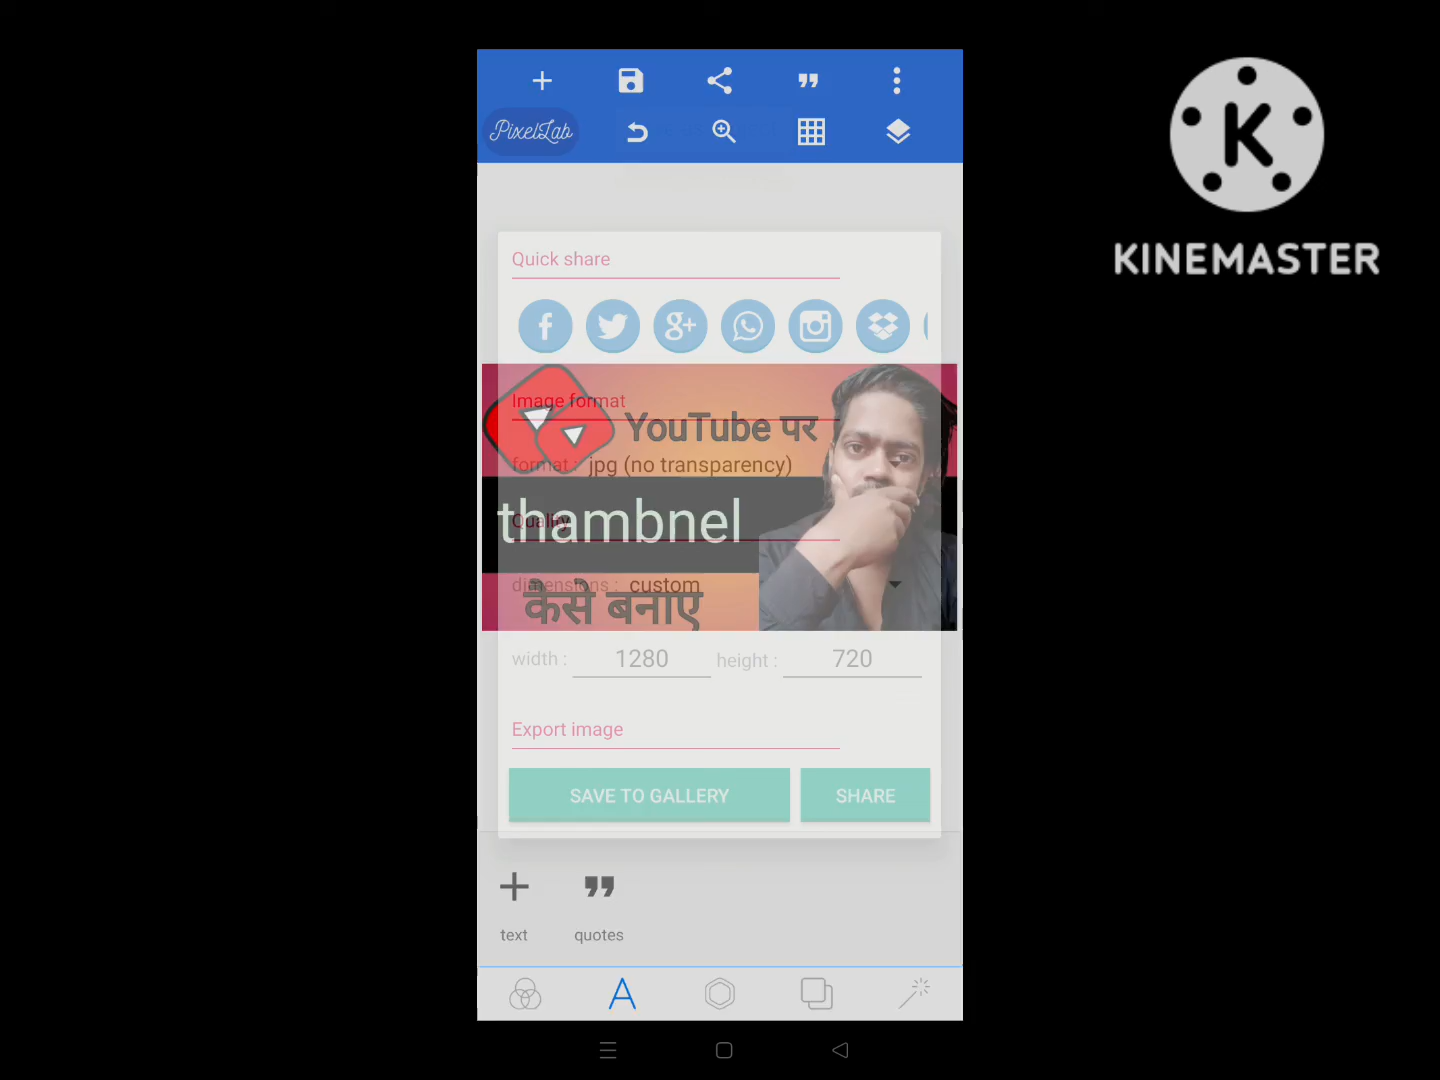 PixelLab
KINEMASTER
Quick share
Image format
YouTube पर
format : jpg (no transparency)
thambnel
Quality
dimensions : custom
कैसे बनाए
width : 1280 height : 720
Export image
SAVE TO GALLERY SHARE
text quotes